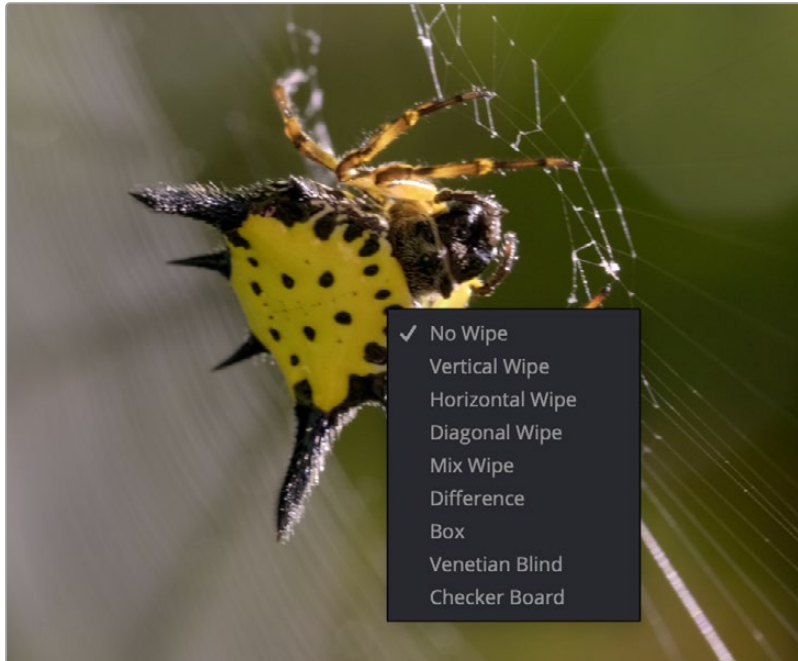 No Wipe
Vertical Wipe
Horizontal Wipe
Diagonal Wipe
Mix Wipe
Difference
Box
Venetian Blind
Checker Board